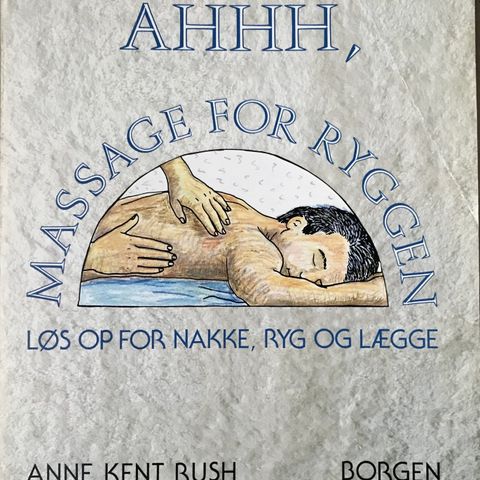 AHHH,
MASSAGE FOR RYGGEN
LØS OP FOR NAKKE, RYG OG LÆGGE
ANNE KENT RUSH BORGEN